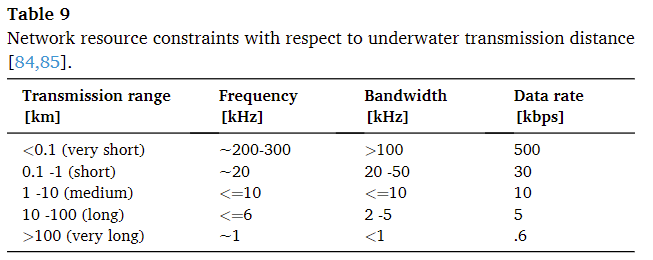 Table 9
Network resource constraints with respect to underwater transmission distance
[84,85].
Transmission range Frequency Bandwidth Data rate
[km] [kHz] [kHz] [kbps]
<0.1 (very short) ~200-300 >100 500
0.1 -1 (short) ~20 20 -50 30
1 -10 (medium) <=10 <=10 10
10 -100 (long) <=6 2 -5 5
>100 (very long) ~1 <1 .6